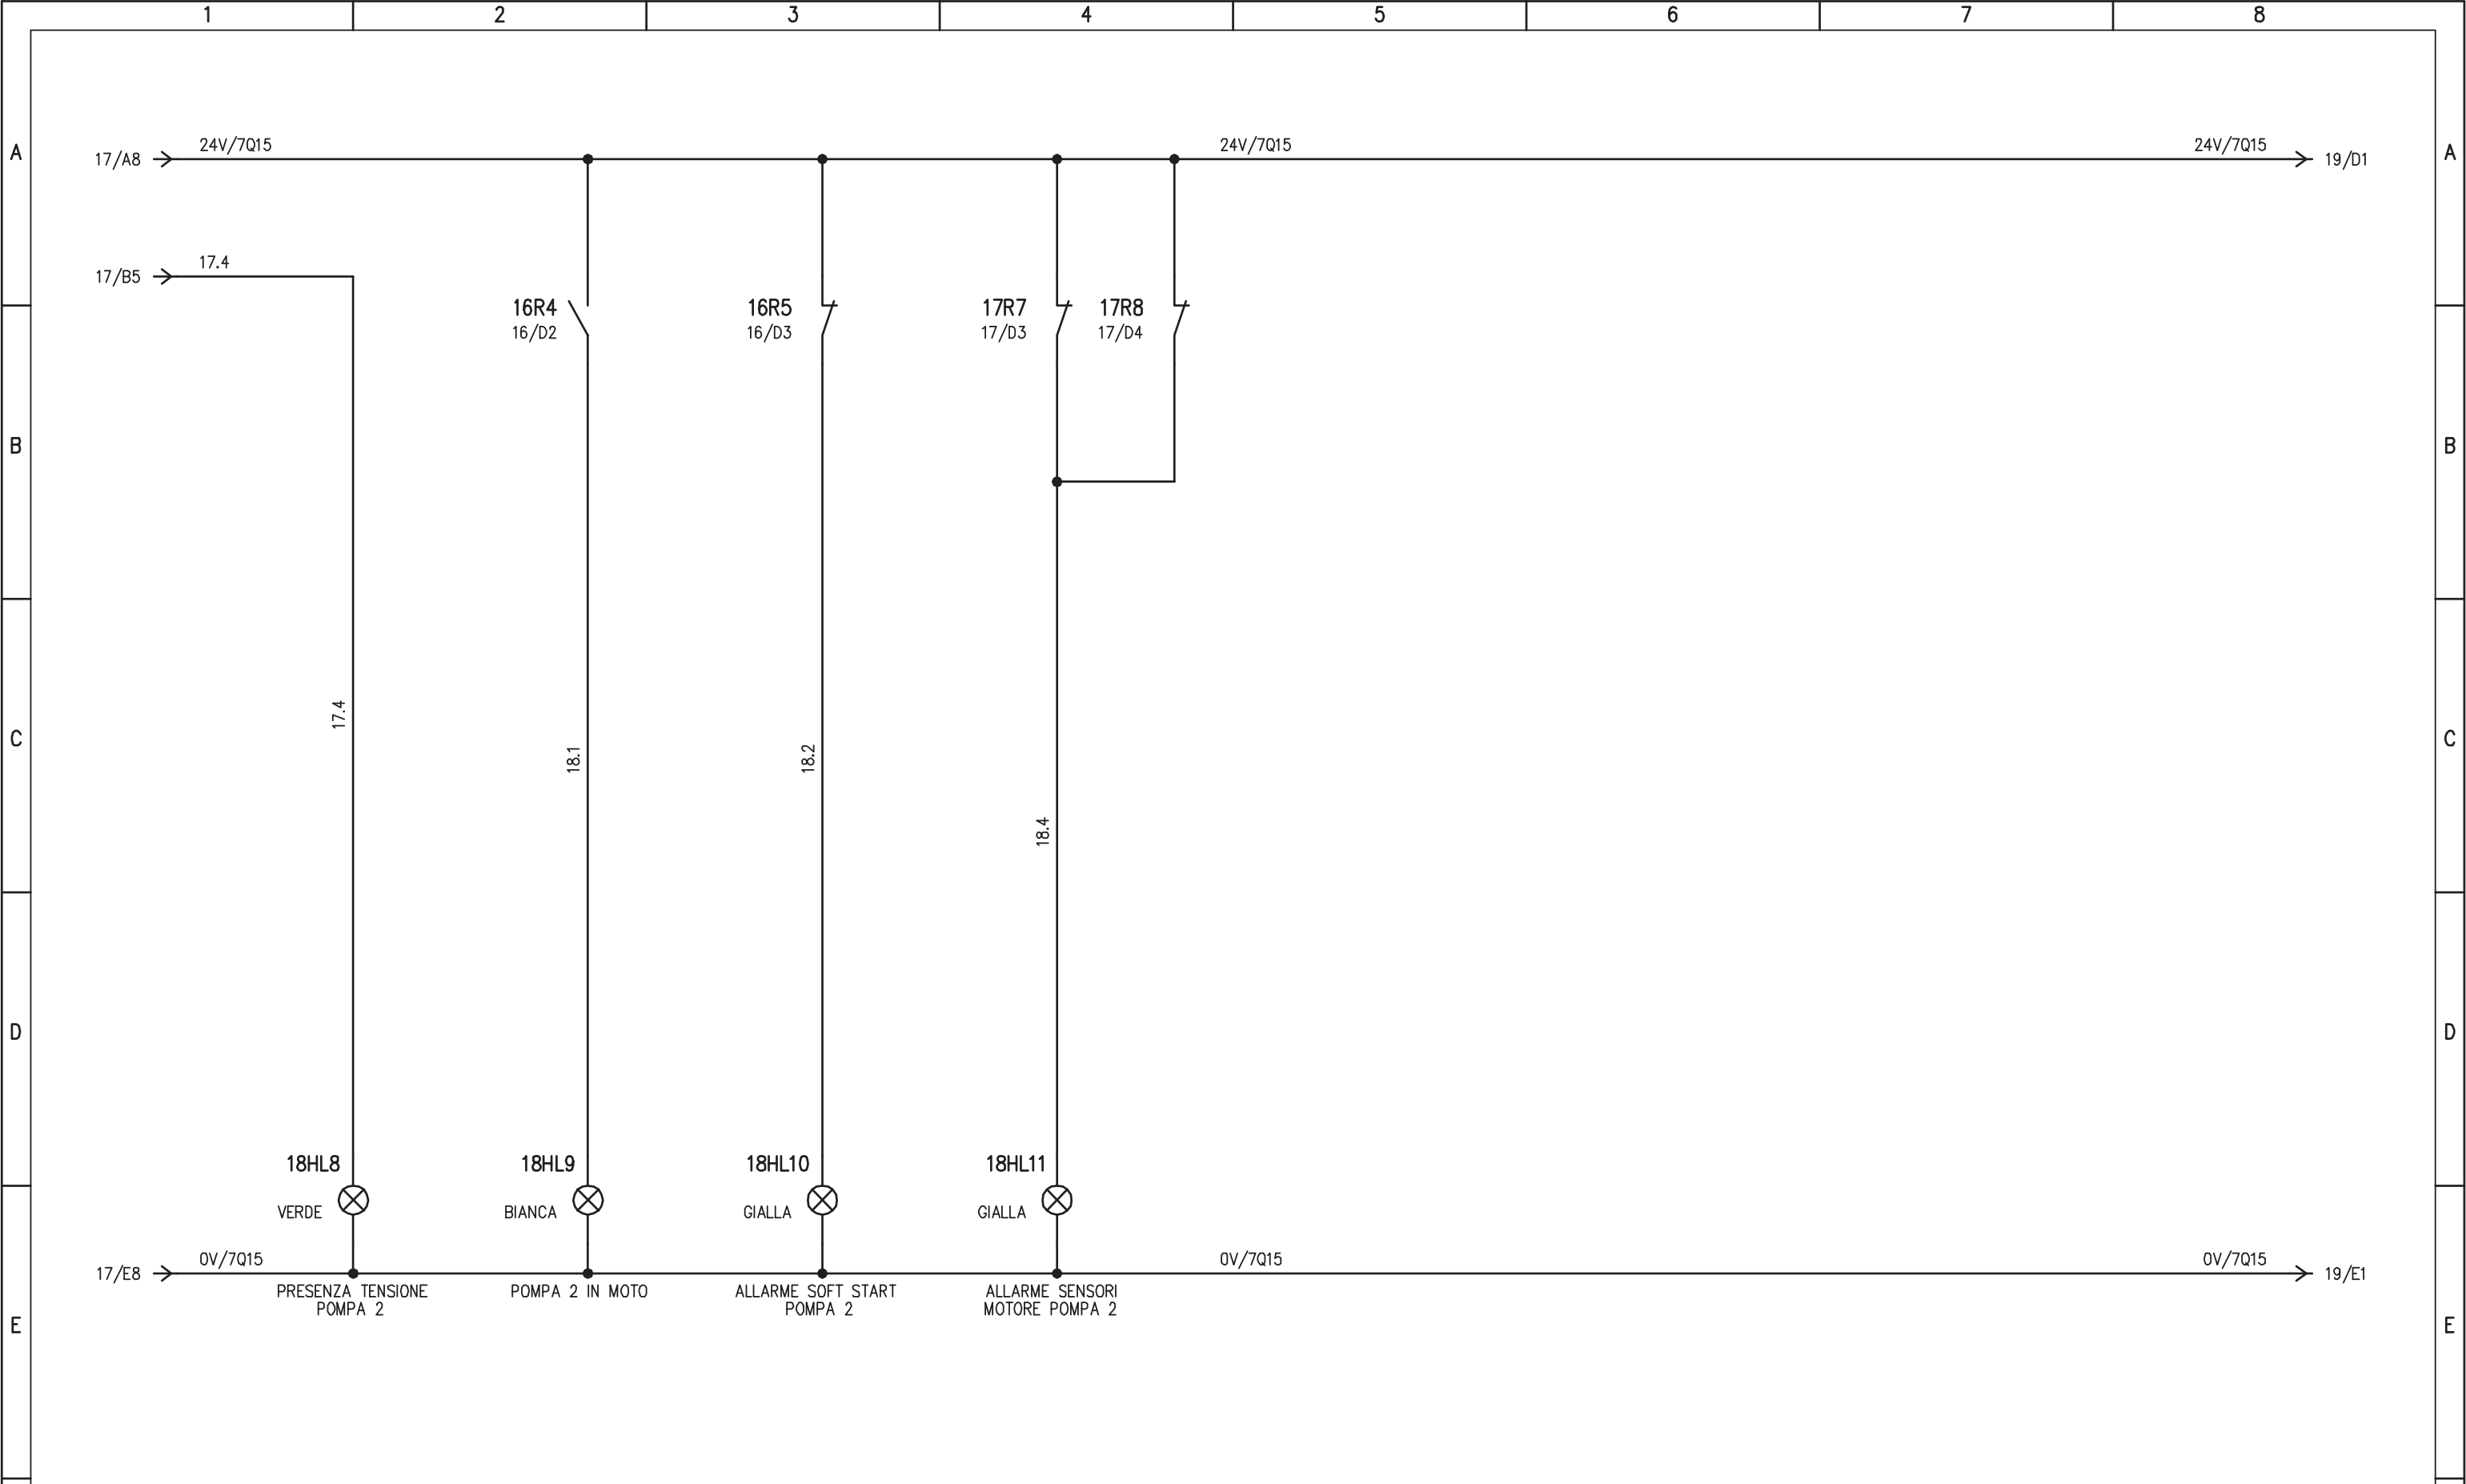 1 2 3 4 5 6 7 8
A 17/A8 24V/7Q15 24V/7Q15 24V/7Q15 19/D1 A
17/B5 17.4
16R4 16R5 17R7 17R8
16/D2 16/D3 17/D3 17/D4
B B
17.4 18.1 18.2 18.4
C C
D D
18HL8 18HL9 18HL10 18HL11
VERDE BIANCA GIALLA GIALLA
17/E8 0V/7Q15 0V/7Q15 0V/7Q15 19/E1
PRESENZA TENSIONE
POMPA 2
POMPA 2 IN MOTO
ALLARME SOFT START
POMPA 2
ALLARME SENSORI
MOTORE POMPA 2
E E